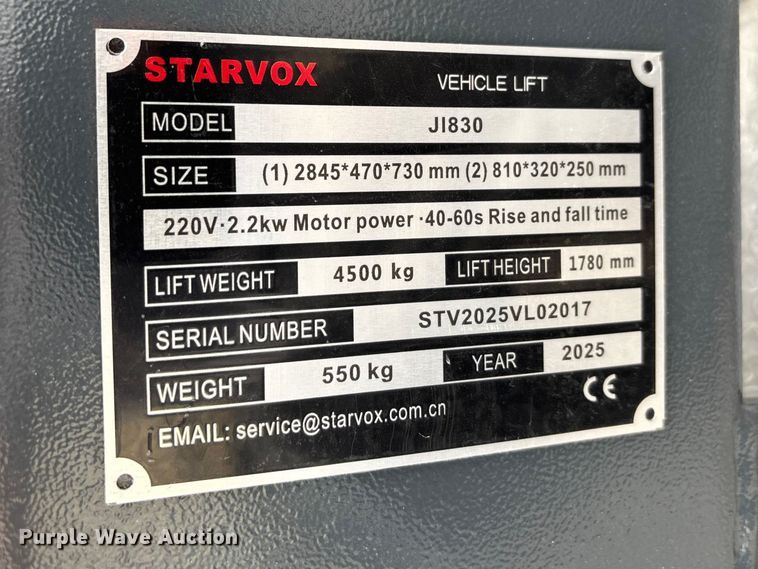 STARVOX VEHICLE LIFT
MODEL JI830
SIZE (1) 2845*470*730 mm (2) 810*320*250 mm
220V·2.2kw Motor power ·40-60s Rise and fall time
LIFT WEIGHT 4500 kg LIFT HEIGHT 1780 mm
SERIAL NUMBER STV2025VL02017
WEIGHT 550 kg YEAR 2025
EMAIL: service@starvox.com.cn CE
Purple Wave Auction